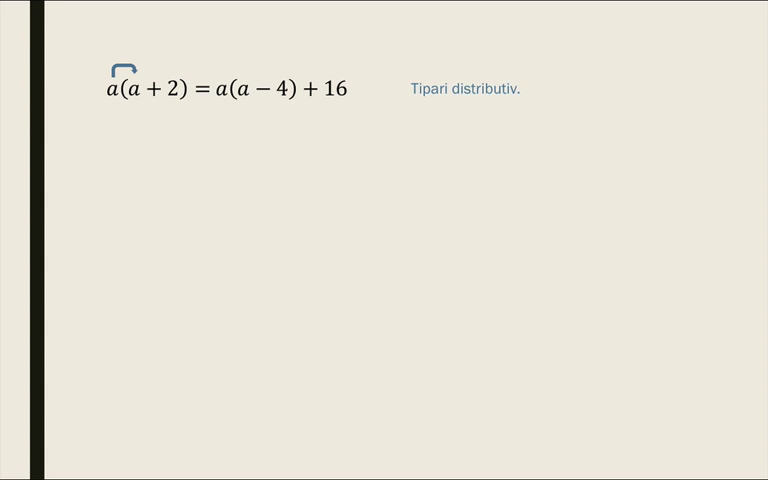 a(a + 2) = a(a − 4) + 16 Tipari distributiv.